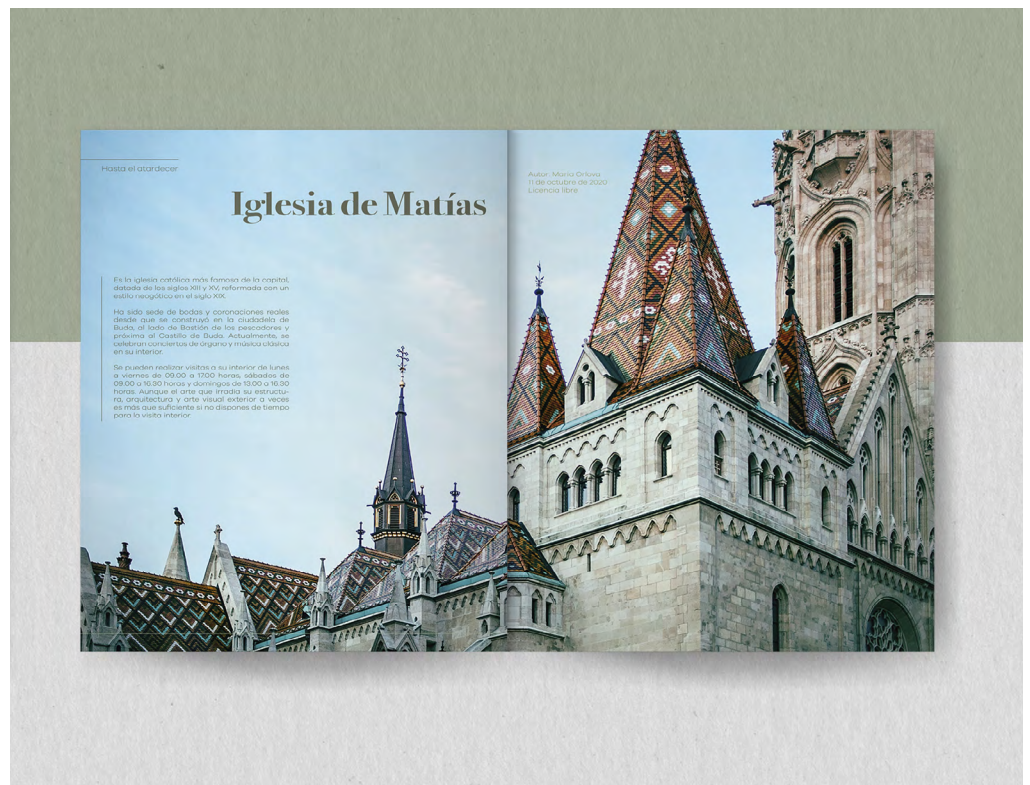 Hasta el atardecer
Iglesia de Matías
Es la iglesia católica más famosa de la capital,
datada de los siglos XIII y XV, reformada con un
estilo neogótico en el siglo XIX.
Ha sido sede de bodas y coronaciones reales
desde que se construyó en la ciudadela de
Buda, al lado de Bastión de los pescadores y
próxima al Castillo de Buda. Actualmente, se
celebran conciertos de órgano y música clásica
en su interior.
Se pueden realizar visitas a su interior de lunes
a viernes de 09.00 a 17.00 horas, sábados de
09.00 a 16.30 horas y domingos de 13.00 a 16.30
horas. Aunque el arte que irradia su estructu-
ra, arquitectura y arte visual exterior a veces
es más que suficiente si no dispones de tiempo
para la visita interior.
Autor: María
11 de octubre de 2020
Licencia libre